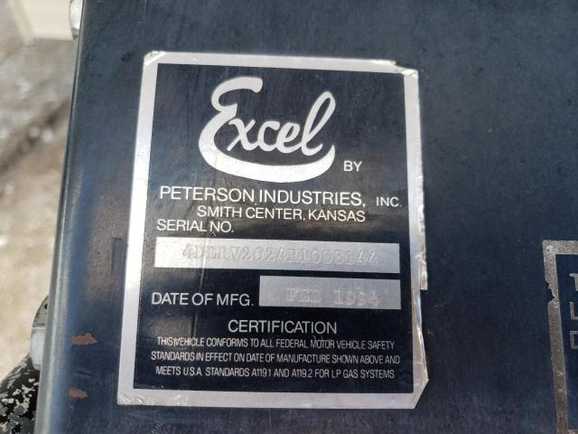 Excel
BY
PETERSON INDUSTRIES, INC.
SMITH CENTER, KANSAS
SERIAL NO.
DATE OF MFG. FEB 1984
CERTIFICATION
THIS VEHICLE CONFORMS TO ALL FEDERAL MOTOR VEHICLE SAFETY
STANDARDS IN EFFECT ON DATE OF MANUFACTURE SHOWN ABOVE AND
MEETS U.S.A. STANDARDS A119.1 AND A119.2 FOR LP GAS SYSTEMS